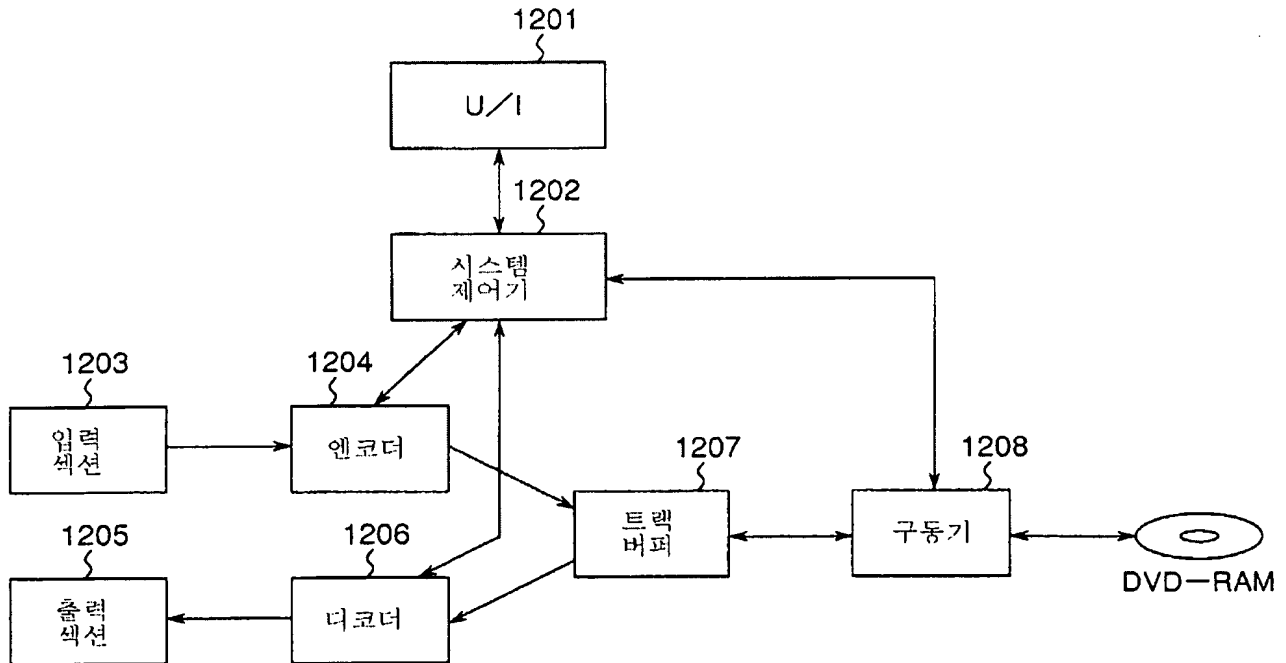 1201
U/I
1202
시스템
제어기
1203
입력
섹션
1204
엔코더
1205
출력
섹션
1206
디코더
1207
트랙
버퍼
1208
구동기
DVD-RAM